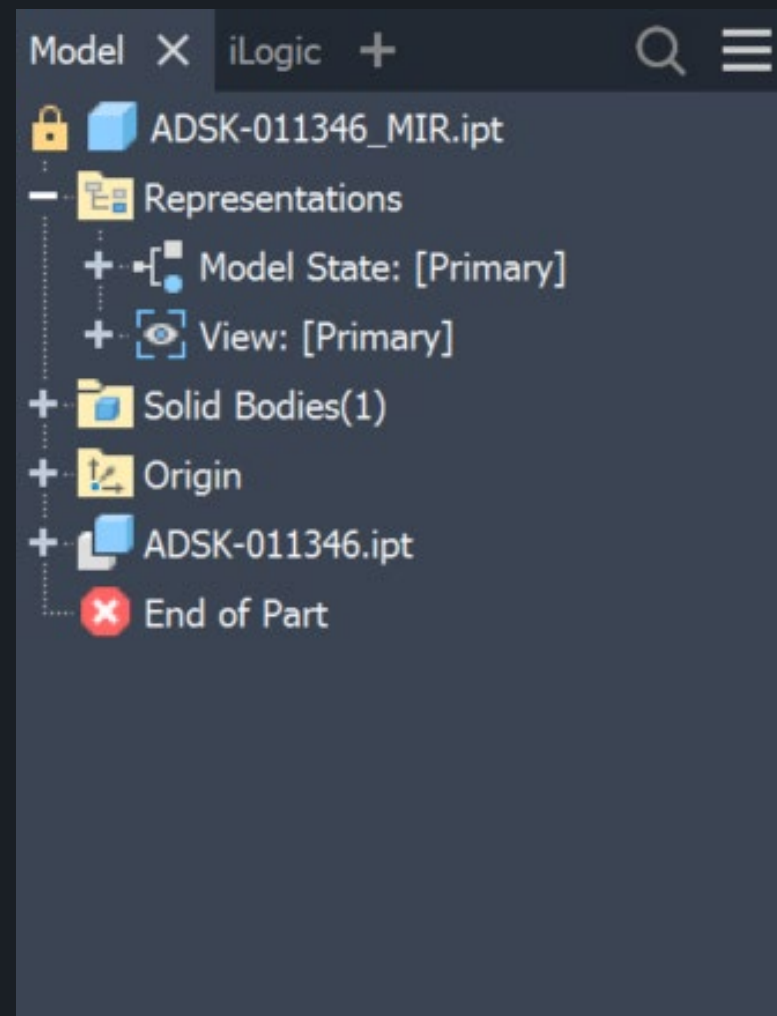 Model iLogic
ADSK-011346_MIR.ipt
Representations
Model State: [Primary]
View: [Primary]
Solid Bodies(1)
Origin
ADSK-011346.ipt
End of Part